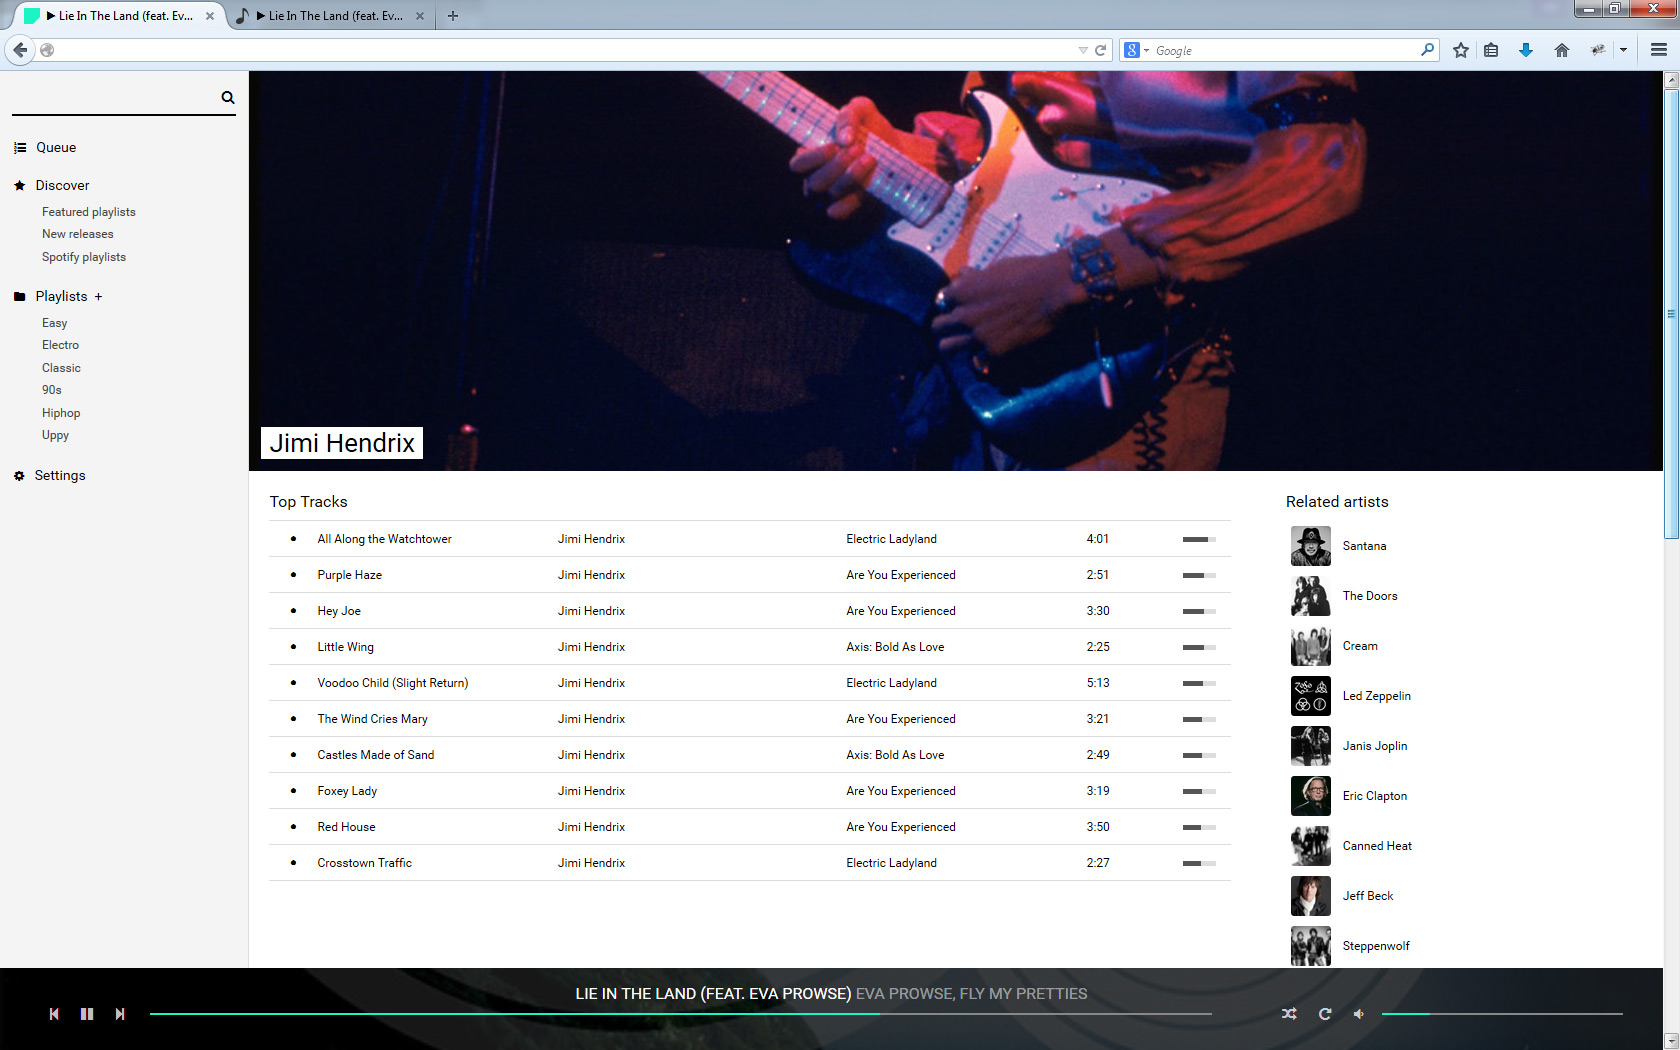 ▶ Lie In The Land (feat. Ev...
▶ Lie In The Land (feat. Ev...
Google
Queue
Discover
Featured playlists
New releases
Spotify playlists
Playlists +
Easy
Electro
Classic
90s
Hiphop
Uppy
Settings
Jimi Hendrix
Top Tracks
All Along the Watchtower Jimi Hendrix Electric Ladyland 4:01
Purple Haze Jimi Hendrix Are You Experienced 2:51
Hey Joe Jimi Hendrix Are You Experienced 3:30
Little Wing Jimi Hendrix Axis: Bold As Love 2:25
Voodoo Child (Slight Return) Jimi Hendrix Electric Ladyland 5:13
The Wind Cries Mary Jimi Hendrix Are You Experienced 3:21
Castles Made of Sand Jimi Hendrix Axis: Bold As Love 2:49
Foxey Lady Jimi Hendrix Are You Experienced 3:19
Red House Jimi Hendrix Are You Experienced 3:50
Crosstown Traffic Jimi Hendrix Electric Ladyland 2:27
Related artists
Santana
The Doors
Cream
Led Zeppelin
Janis Joplin
Eric Clapton
Canned Heat
Jeff Beck
Steppenwolf
LIE IN THE LAND (FEAT. EVA PROWSE) EVA PROWSE, FLY MY PRETTIES